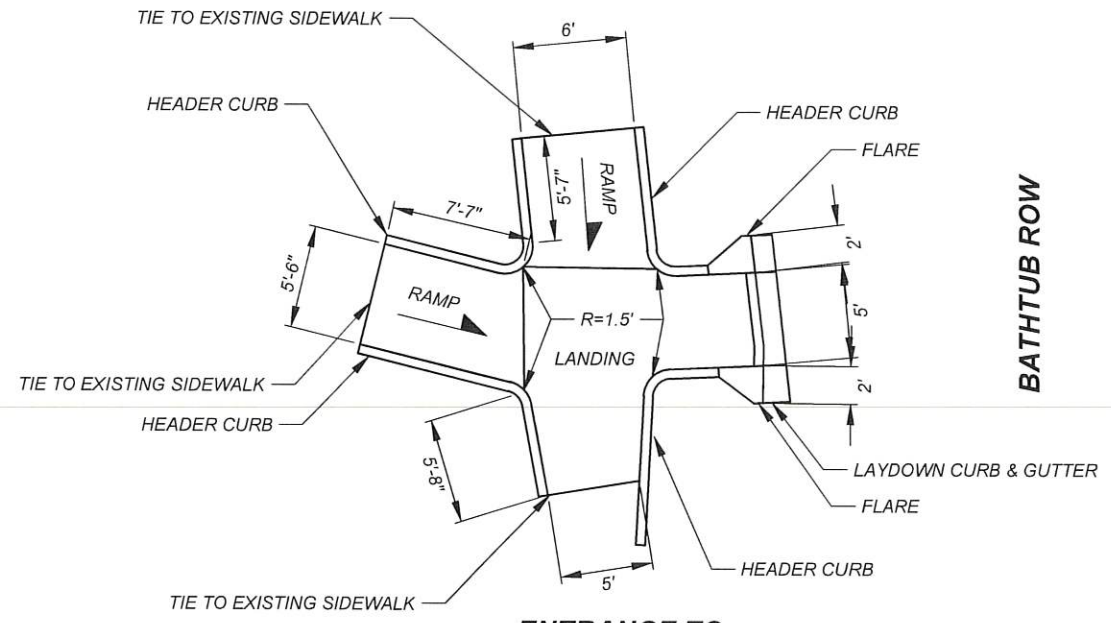 TIE TO EXISTING SIDEWALK
6'
HEADER CURB
HEADER CURB
FLARE
RAMP
5'-7"
7'-7"
2'
5'-6"
RAMP
R=1.5'
5'
BATHTUB ROW
LANDING
TIE TO EXISTING SIDEWALK
2'
HEADER CURB
5'-8"
LAYDOWN CURB & GUTTER
FLARE
HEADER CURB
5'
TIE TO EXISTING SIDEWALK
ENTRANCE TO